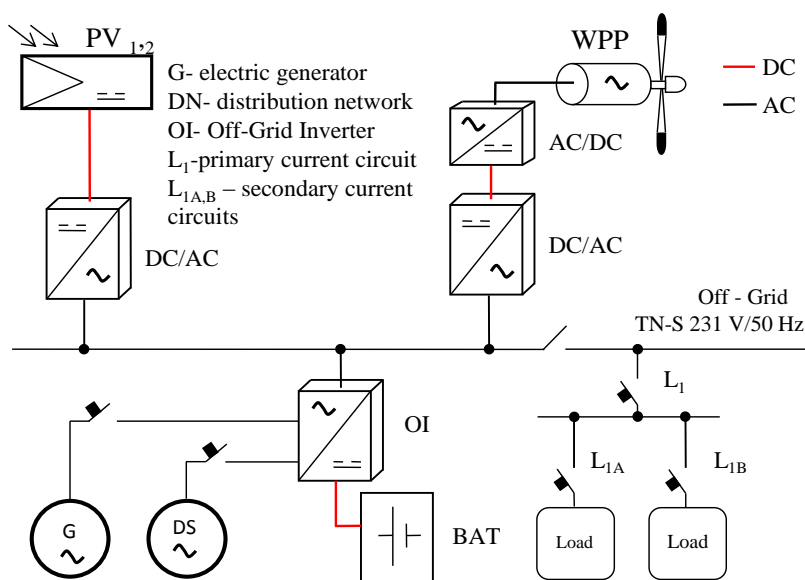 PV 1,2
WPP
G- electric generator
DN- distribution network
OI- Off-Grid Inverter
L1-primary current circuit
L1A,B – secondary current
circuits
DC
AC
AC/DC
DC/AC
DC/AC
Off - Grid
TN-S 231 V/50 Hz
L1
OI
L1A
L1B
G
DS
BAT
Load
Load